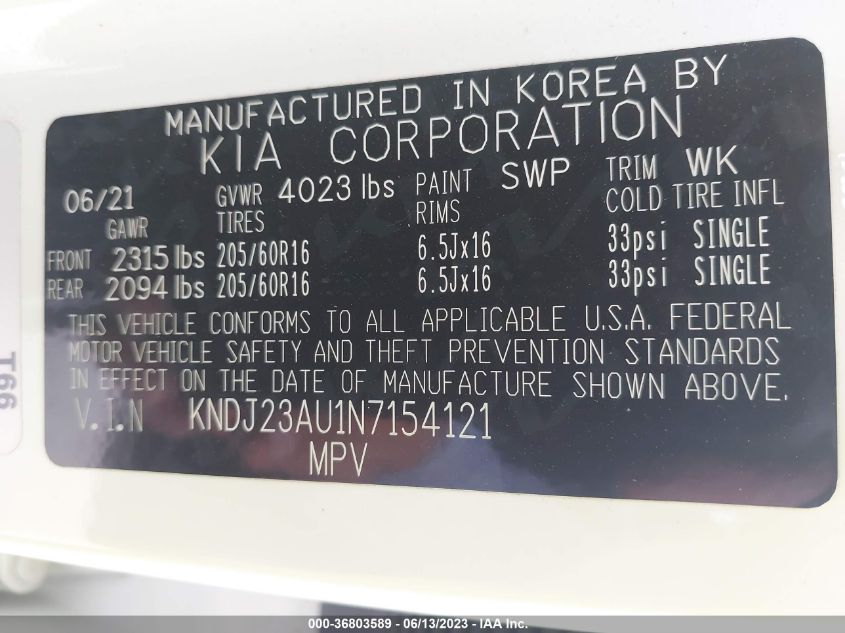 MANUFACTURED IN KOREA BY
KIA CORPORATION
06/21 GVWR 4023 lbs PAINT SWP TRIM WK
GAWR TIRES RIMS COLD TIRE INFL
FRONT 2315 lbs 205/60R16 6.5Jx16 33psi SINGLE
REAR 2094 lbs 205/60R16 6.5Jx16 33psi SINGLE
THIS VEHICLE CONFORMS TO ALL APPLICABLE U.S.A. FEDERAL
MOTOR VEHICLE SAFETY AND THEFT PREVENTION STANDARDS
IN EFFECT ON THE DATE OF MANUFACTURE SHOWN ABOVE.
V.I.N KNDJ23AU1N7154121
MPV
T66
000-36803589 - 06/13/2023 - IAA Inc.